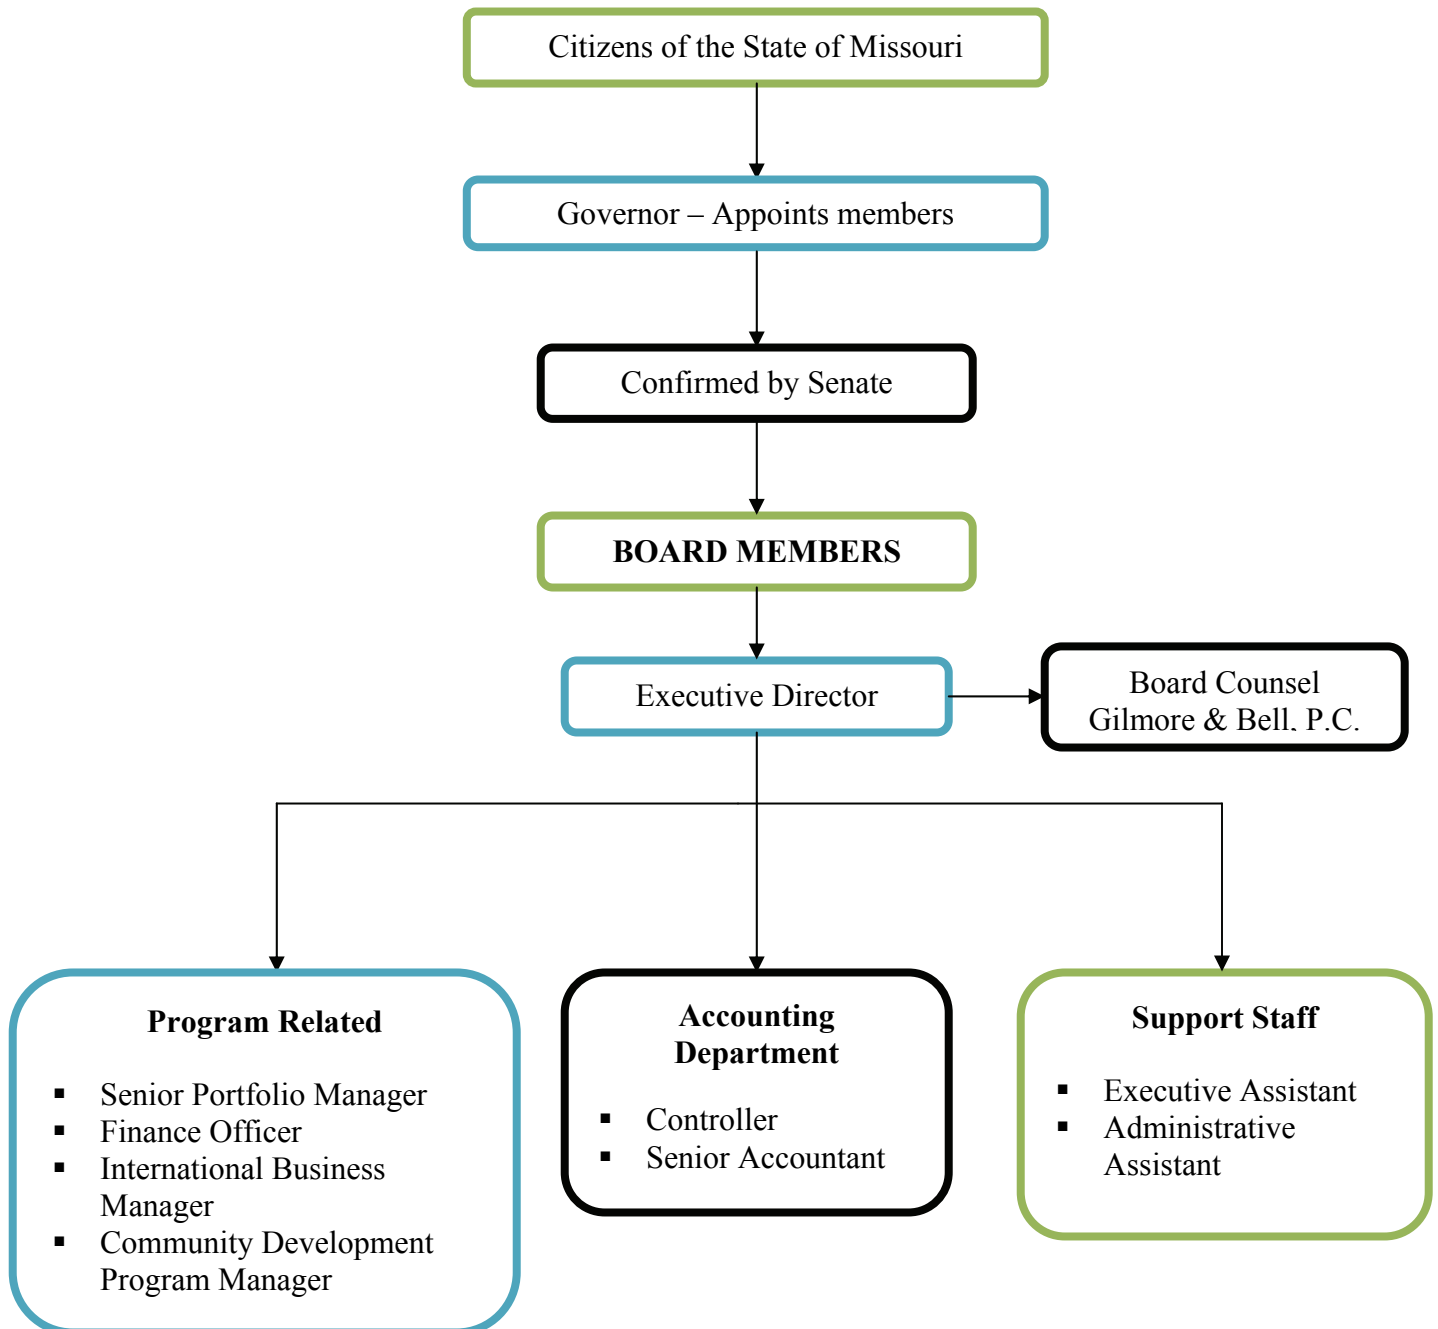 Citizens of the State of Missouri
Governor – Appoints members
Confirmed by Senate
BOARD MEMBERS
Executive Director
Board Counsel
Gilmore & Bell, P.C.
Program Related
▪ Senior Portfolio Manager
▪ Finance Officer
▪ International Business
Manager
▪ Community Development
Program Manager
Accounting
Department
▪ Controller
▪ Senior Accountant
Support Staff
▪ Executive Assistant
▪ Administrative
Assistant